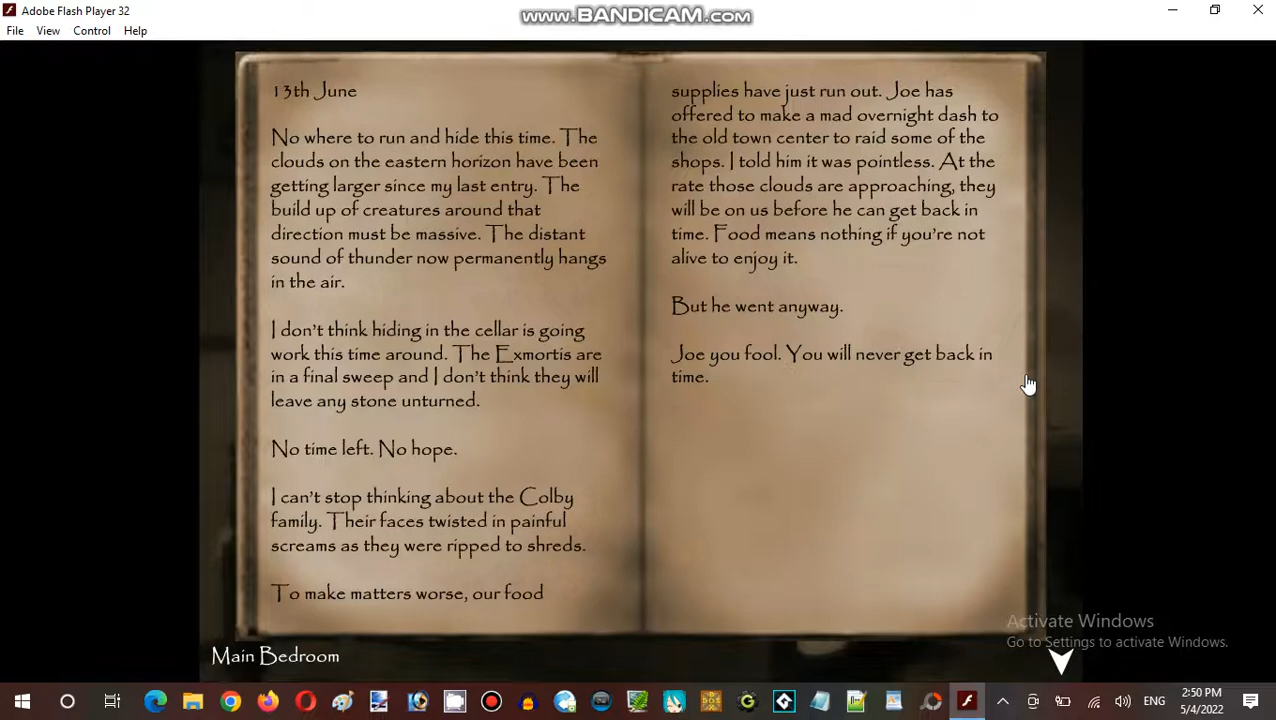 Adobe Flash Player 32
www.BANDICAM.com
File View Control Help
13th June
No where to run and hide this time. The
clouds on the eastern horizon have been
getting larger since my last entry. The
build up of creatures around that
direction must be massive. The distant
sound of thunder now permanently hangs
in the air.
I don't think hiding in the cellar is going
work this time around. The Exmortis are
in a final sweep and I don't think they will
leave any stone unturned.
No time left. No hope.
I can't stop thinking about the Colby
family. Their faces twisted in painful
screams as they were ripped to shreds.
To make matters worse, our food
supplies have just run out. Joe has
offered to make a mad overnight dash to
the old town center to raid some of the
shops. I told him it was pointless. At the
rate those clouds are approaching, they
will be on us before he can get back in
time. Food means nothing if you're not
alive to enjoy it.
But he went anyway.
Joe you fool. You will never get back in
time.
Activate Windows
Go to Settings to activate Windows.
Main Bedroom
ENG
2:50 PM
5/4/2022